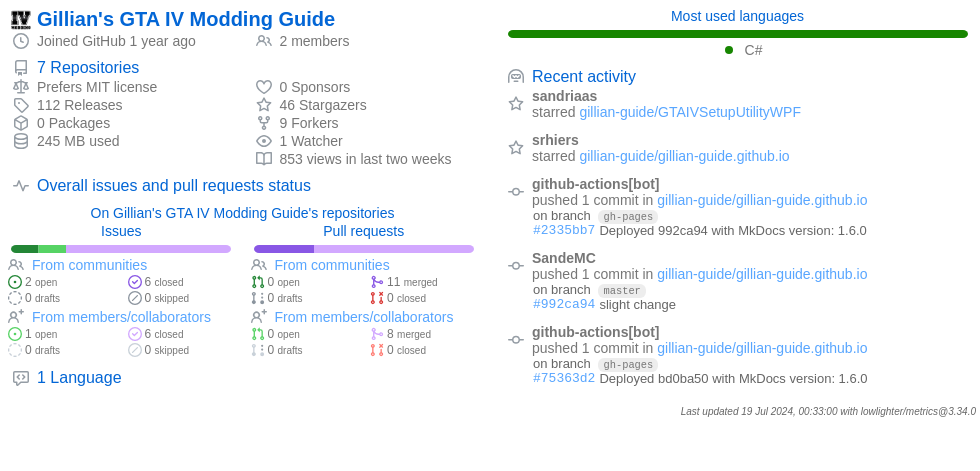 Gillian's GTA IV Modding Guide
Joined GitHub 1 year ago
2 members
7 Repositories
Prefers MIT license
112 Releases
0 Packages
245 MB used
0 Sponsors
46 Stargazers
9 Forkers
1 Watcher
853 views in last two weeks
Overall issues and pull requests status
On Gillian's GTA IV Modding Guide's repositories
Issues
From communities
2 open
6 closed
0 drafts
0 skipped
From members/collaborators
1 open
6 closed
0 drafts
0 skipped
Pull requests
From communities
0 open
11 merged
0 drafts
0 closed
From members/collaborators
0 open
8 merged
0 drafts
0 closed
1 Language
Most used languages
C#
Recent activity
sandriaas
starred gillian-guide/GTAIVSetupUtilityWPF
srhiers
starred gillian-guide/gillian-guide.github.io
github-actions[bot]
pushed 1 commit in gillian-guide/gillian-guide.github.io
on branch gh-pages
#2335bb7 Deployed 992ca94 with MkDocs version: 1.6.0
SandeMC
pushed 1 commit in gillian-guide/gillian-guide.github.io
on branch master
#992ca94 slight change
github-actions[bot]
pushed 1 commit in gillian-guide/gillian-guide.github.io
on branch gh-pages
#75363d2 Deployed bd0ba50 with MkDocs version: 1.6.0
Last updated 19 Jul 2024, 00:33:00 with lowlighter/metrics@3.34.0